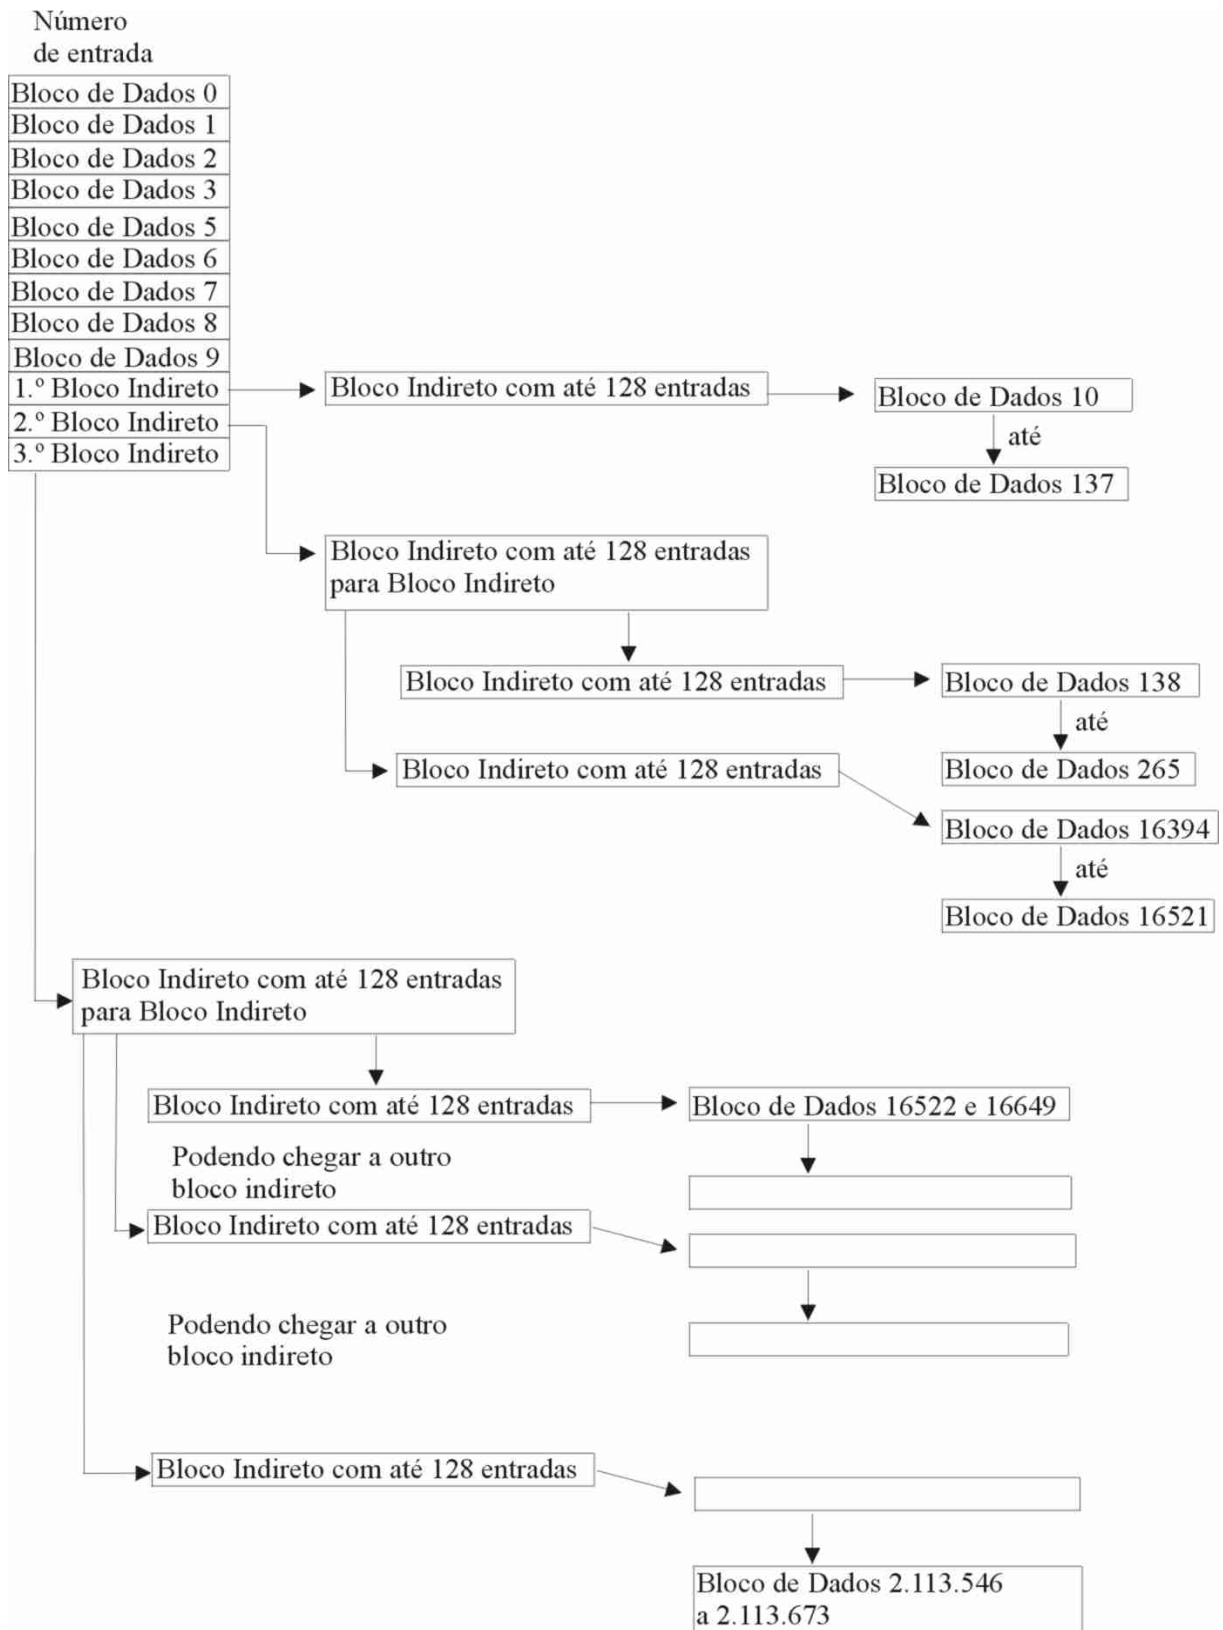 Número
de entrada
Bloco de Dados 0
Bloco de Dados 1
Bloco de Dados 2
Bloco de Dados 3
Bloco de Dados 5
Bloco de Dados 6
Bloco de Dados 7
Bloco de Dados 8
Bloco de Dados 9
1.º Bloco Indireto
2.º Bloco Indireto
3.º Bloco Indireto
Bloco Indireto com até 128 entradas
Bloco de Dados 10
até
Bloco de Dados 137
Bloco Indireto com até 128 entradas
para Bloco Indireto
Bloco Indireto com até 128 entradas
Bloco de Dados 138
até
Bloco de Dados 265
Bloco Indireto com até 128 entradas
Bloco de Dados 16394
até
Bloco de Dados 16521
Bloco Indireto com até 128 entradas
para Bloco Indireto
Bloco Indireto com até 128 entradas
Bloco de Dados 16522 e 16649
Podendo chegar a outro
bloco indireto
Bloco Indireto com até 128 entradas
Podendo chegar a outro
bloco indireto
Bloco Indireto com até 128 entradas
Bloco de Dados 2.113.546
a 2.113.673